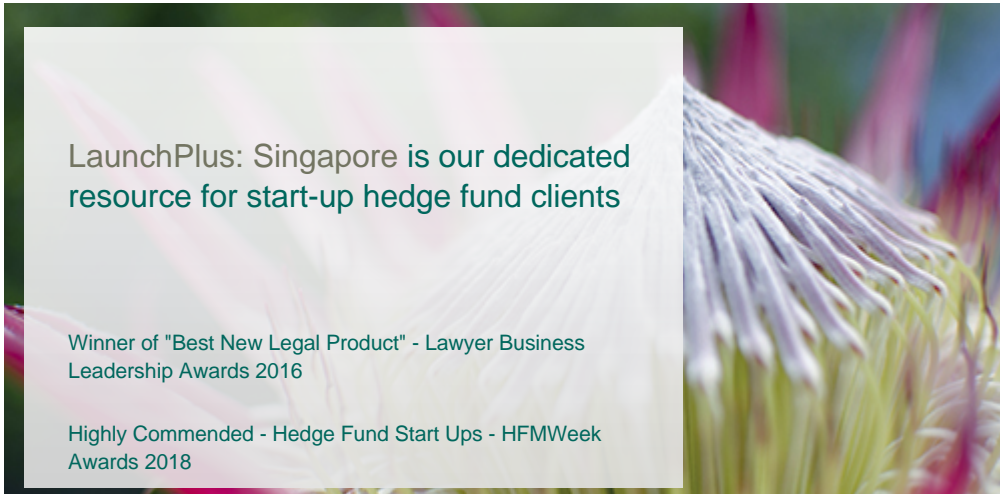 LaunchPlus: Singapore is our dedicated
resource for start-up hedge fund clients
Winner of "Best New Legal Product" - Lawyer Business
Leadership Awards 2016
Highly Commended - Hedge Fund Start Ups - HFMWeek
Awards 2018